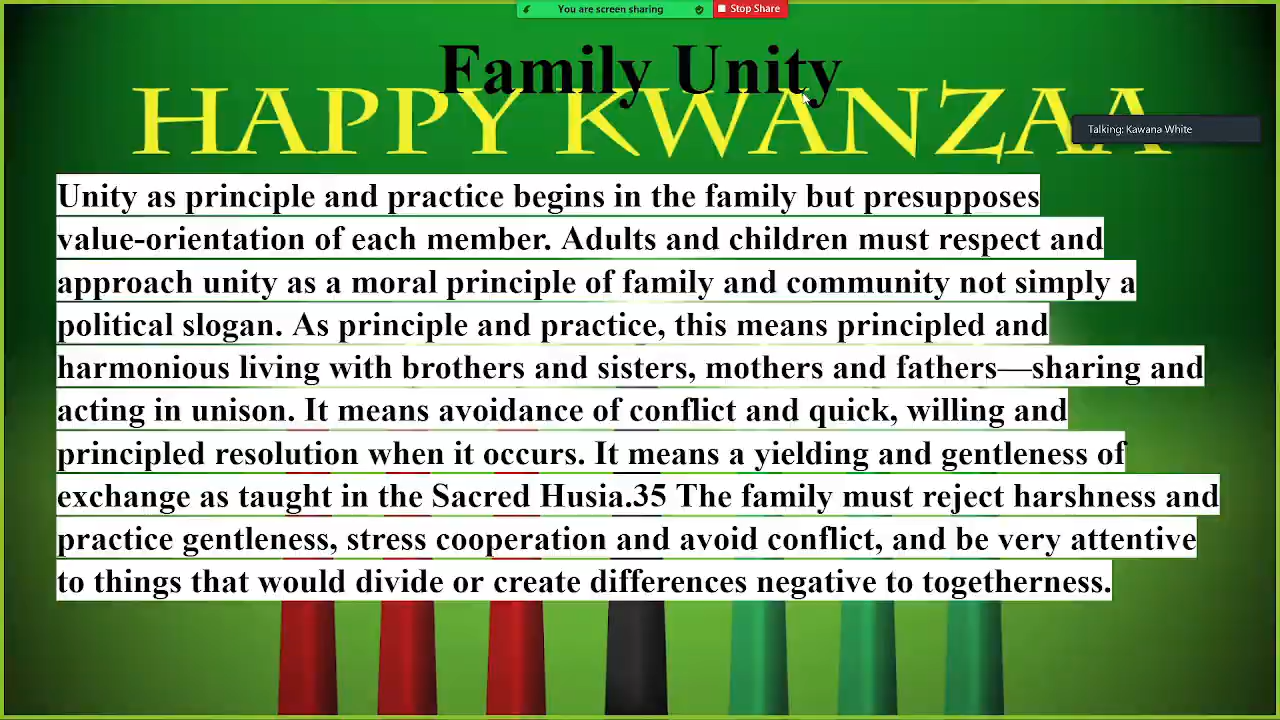 You are screen sharing
Stop Share
Family Unity
HAPPY KWANZAA
Talking: Kawana White
Unity as principle and practice begins in the family but presupposes
value-orientation of each member. Adults and children must respect and
approach unity as a moral principle of family and community not simply a
political slogan. As principle and practice, this means principled and
harmonious living with brothers and sisters, mothers and fathers—sharing and
acting in unison. It means avoidance of conflict and quick, willing and
principled resolution when it occurs. It means a yielding and gentleness of
exchange as taught in the Sacred Husia.35 The family must reject harshness and
practice gentleness, stress cooperation and avoid conflict, and be very attentive
to things that would divide or create differences negative to togetherness.